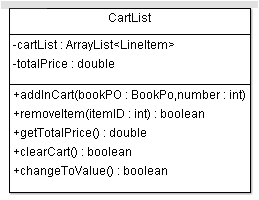 CartList
-cartList : ArrayList<LineItem>
-totalPrice : double
+addInCart(bookPO : BookPo,number : int)
+removeItem(itemID : int) : boolean
+getTotalPrice() : double
+clearCart() : boolean
+changeToValue() : boolean